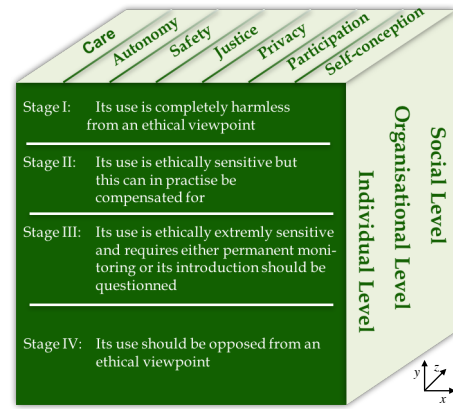 Care
Autonomy
Safety
Justice
Privacy
Participation
Self-conception
Stage I: Its use is completely harmless
from an ethical viewpoint
Stage II: Its use is ethically sensitive but
this can in practise be
compensated for
Stage III: Its use is ethically extremly sensitive
and requires either permanent moni-
toring or its introduction should be
questionned
Stage IV: Its use should be opposed from an
ethical viewpoint
Individual Level
Organisational Level
Social Level
y
z
x